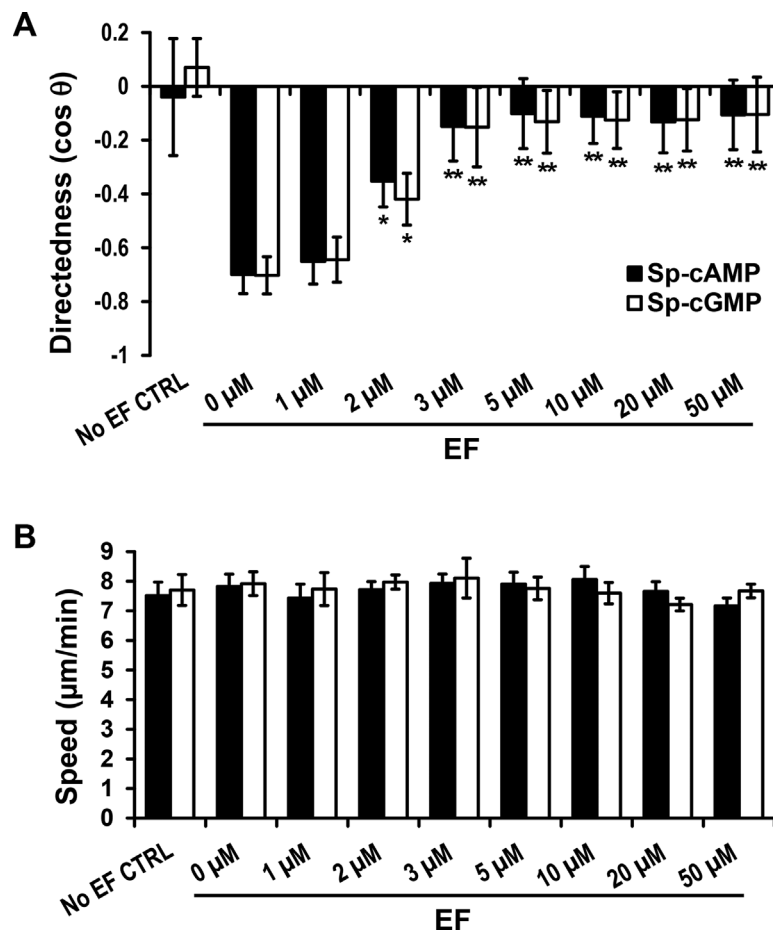 A
Directedness (cos θ)
0.2
0
-0.2
-0.4
-0.6
-0.8
-1
* * ** ** ** ** ** ** ** ** ** **
Sp-cAMP
Sp-cGMP
No EF CTRL 0 µM 1 µM 2 µM 3 µM 5 µM 10 µM 20 µM 50 µM
EF
B
Speed (µm/min)
9
8
7
6
5
4
3
2
1
0
No EF CTRL 0 µM 1 µM 2 µM 3 µM 5 µM 10 µM 20 µM 50 µM
EF